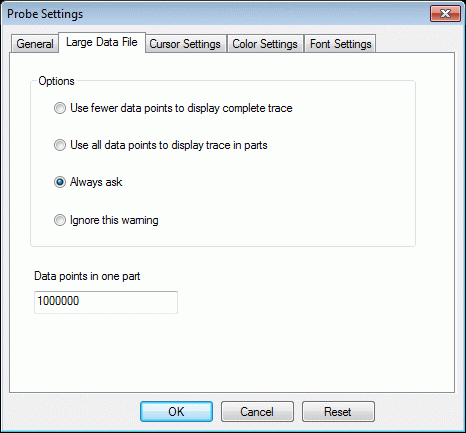 Probe Settings
General Large Data File Cursor Settings Color Settings Font Settings
Options
Use fewer data points to display complete trace
Use all data points to display trace in parts
Always ask
Ignore this warning
Data points in one part
1000000
OK Cancel Reset